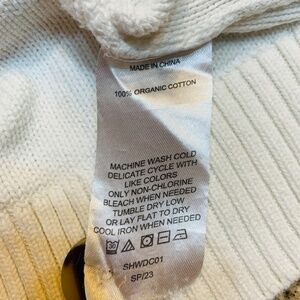 MADE IN CHINA
100% ORGANIC COTTON
MACHINE WASH COLD
DELICATE CYCLE WITH
LIKE COLORS
ONLY NON-CHLORINE
BLEACH WHEN NEEDED
TUMBLE DRY LOW
OR LAY FLAT TO DRY
COOL IRON WHEN NEEDED
30
SHWDC01
SP/23